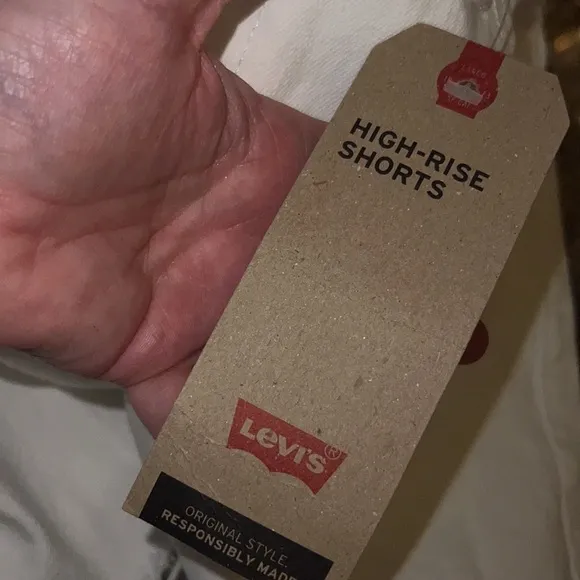 HIGH-RISE
SHORTS
Levi's®
ORIGINAL STYLE.
RESPONSIBLY MADE